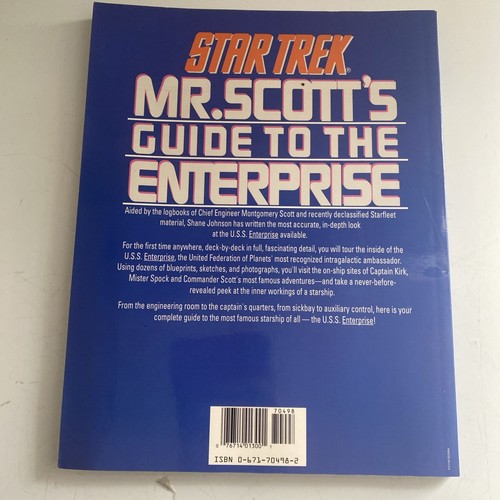 STAR TREK®
MR. SCOTT'S
GUIDE TO THE
ENTERPRISE
Aided by the logbooks of Chief Engineer Montgomery Scott and recently declassified Starfleet
material, Shane Johnson has written the most accurate, in-depth look
at the U.S.S. Enterprise available.
For the first time anywhere, deck-by-deck in full, fascinating detail, you will tour the inside of the
U.S.S. Enterprise, the United Federation of Planets' most recognized intragalactic ambassador.
Using dozens of blueprints, sketches, and photographs, you'll visit the on-ship sites of Captain Kirk,
Mister Spock and Commander Scott's most famous adventures—and take a never-before-
revealed peek at the inner workings of a starship.
From the engineering room to the captain's quarters, from sickbay to auxiliary control, here is your
complete guide to the most famous starship of all — the U.S.S. Enterprise!
70498
0 76714 01300 1
ISBN 0-671-70498-2